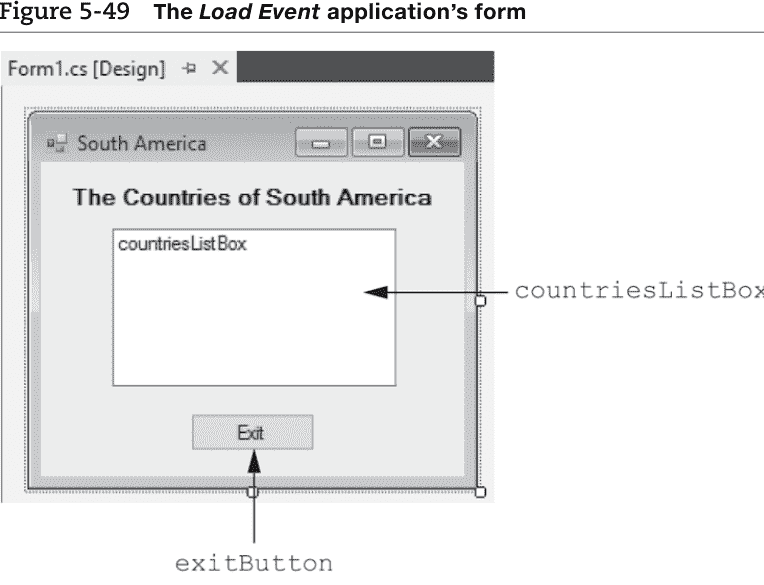 Figure 5-49 The Load Event application's form
Form1.cs [Design]
South America
The Countries of South America
countriesListBox
countriesListBox
Exit
exitButton